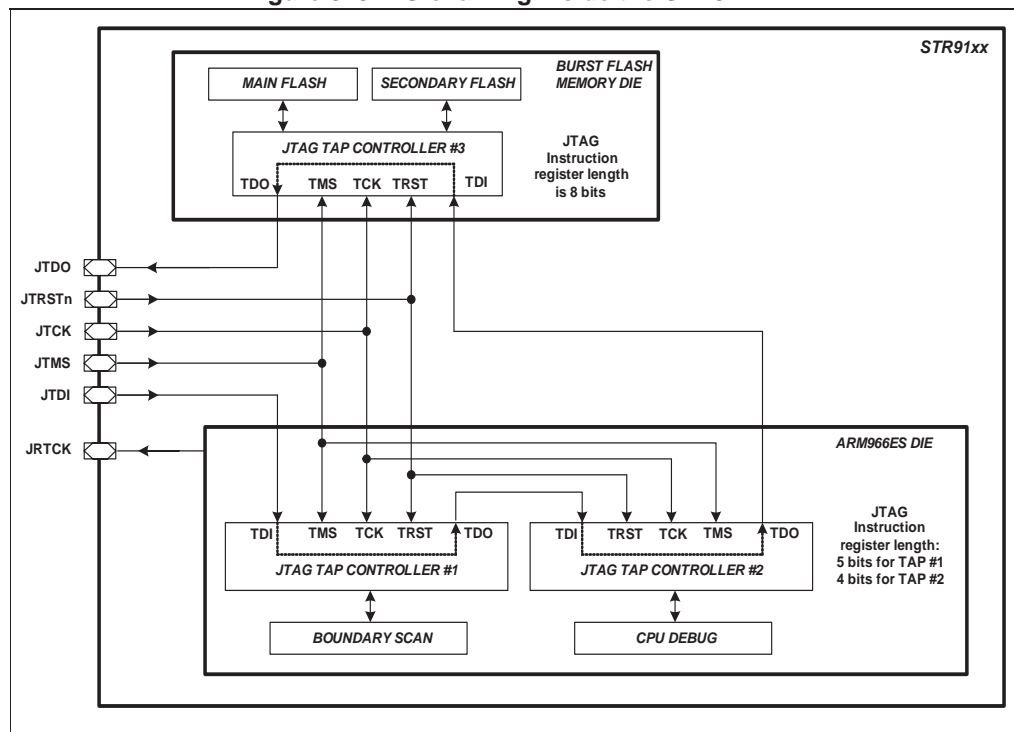 STR91xx
BURST FLASH
MEMORY DIE
MAIN FLASH
SECONDARY FLASH
JTAG TAP CONTROLLER #3
TDO TMS TCK TRST TDI
JTAG
Instruction
register length
is 8 bits
JTDO
JTRSTn
JTCK
JTMS
JTDI
JRTCK
ARM966ES DIE
TDI TMS TCK TRST TDO
JTAG TAP CONTROLLER #1
BOUNDARY SCAN
TDI TRST TCK TMS TDO
JTAG TAP CONTROLLER #2
CPU DEBUG
JTAG
Instruction
register length:
5 bits for TAP #1
4 bits for TAP #2